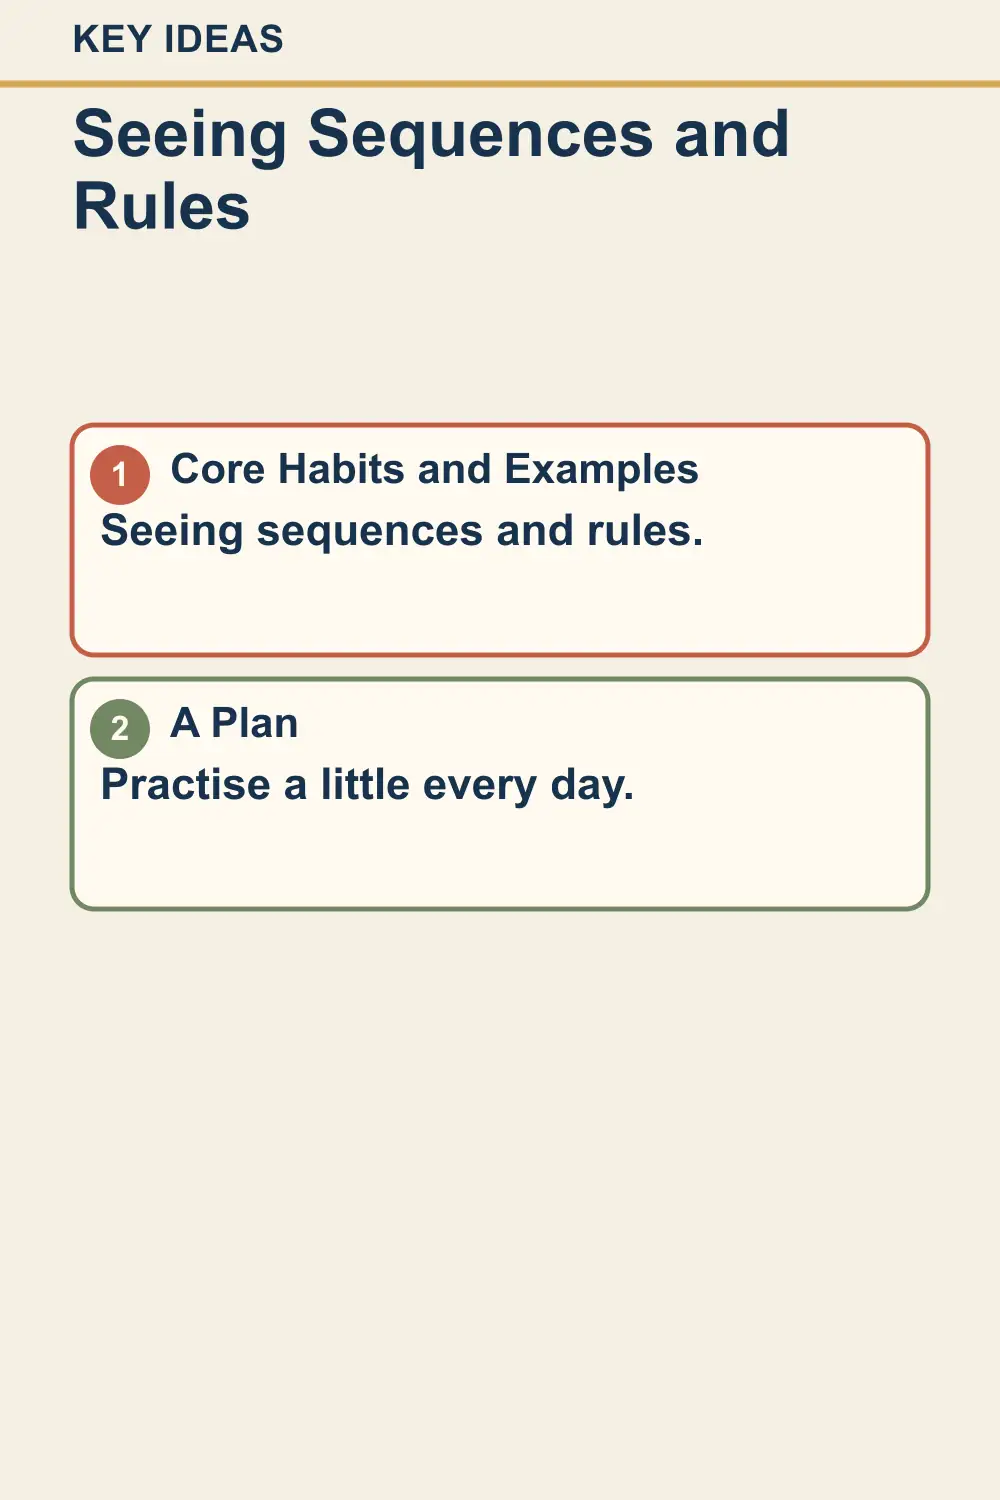 KEY IDEAS
Seeing Sequences and
Rules
1 Core Habits and Examples
Seeing sequences and rules.
2 A Plan
Practise a little every day.